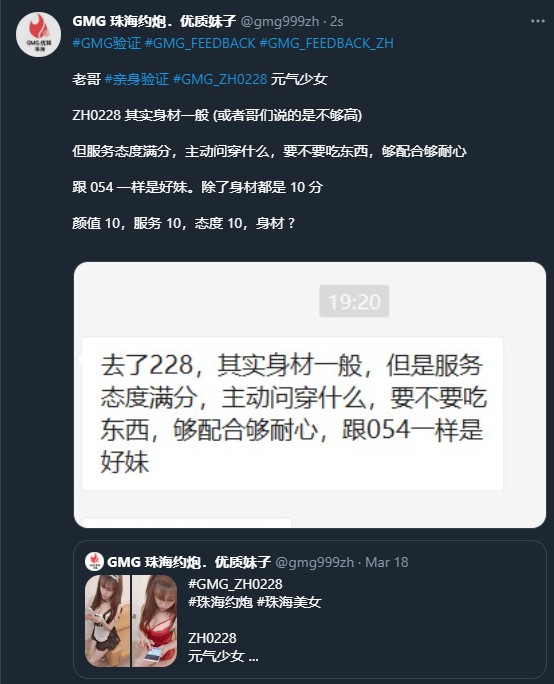 GMG 珠海约炮．优质妹子 @gmg999zh · 2s
#GMG验证 #GMG_FEEDBACK #GMG_FEEDBACK_ZH
老哥 #亲身验证 #GMG_ZH0228 元气少女
ZH0228 其实身材一般 (或者哥们说的是不够高)
但服务态度满分，主动问穿什么，要不要吃东西，够配合够耐心
跟 054 一样是好妹。除了身材都是 10 分
颜值 10，服务 10，态度 10，身材？
19:20
去了228，其实身材一般，但是服务
态度满分，主动问穿什么，要不要吃
东西，够配合够耐心，跟054一样是
好妹
GMG 珠海约炮．优质妹子 @gmg999zh · Mar 18
#GMG_ZH0228
#珠海约炮 #珠海美女
ZH0228
元气少女 ...
GMG.优妹
珠海